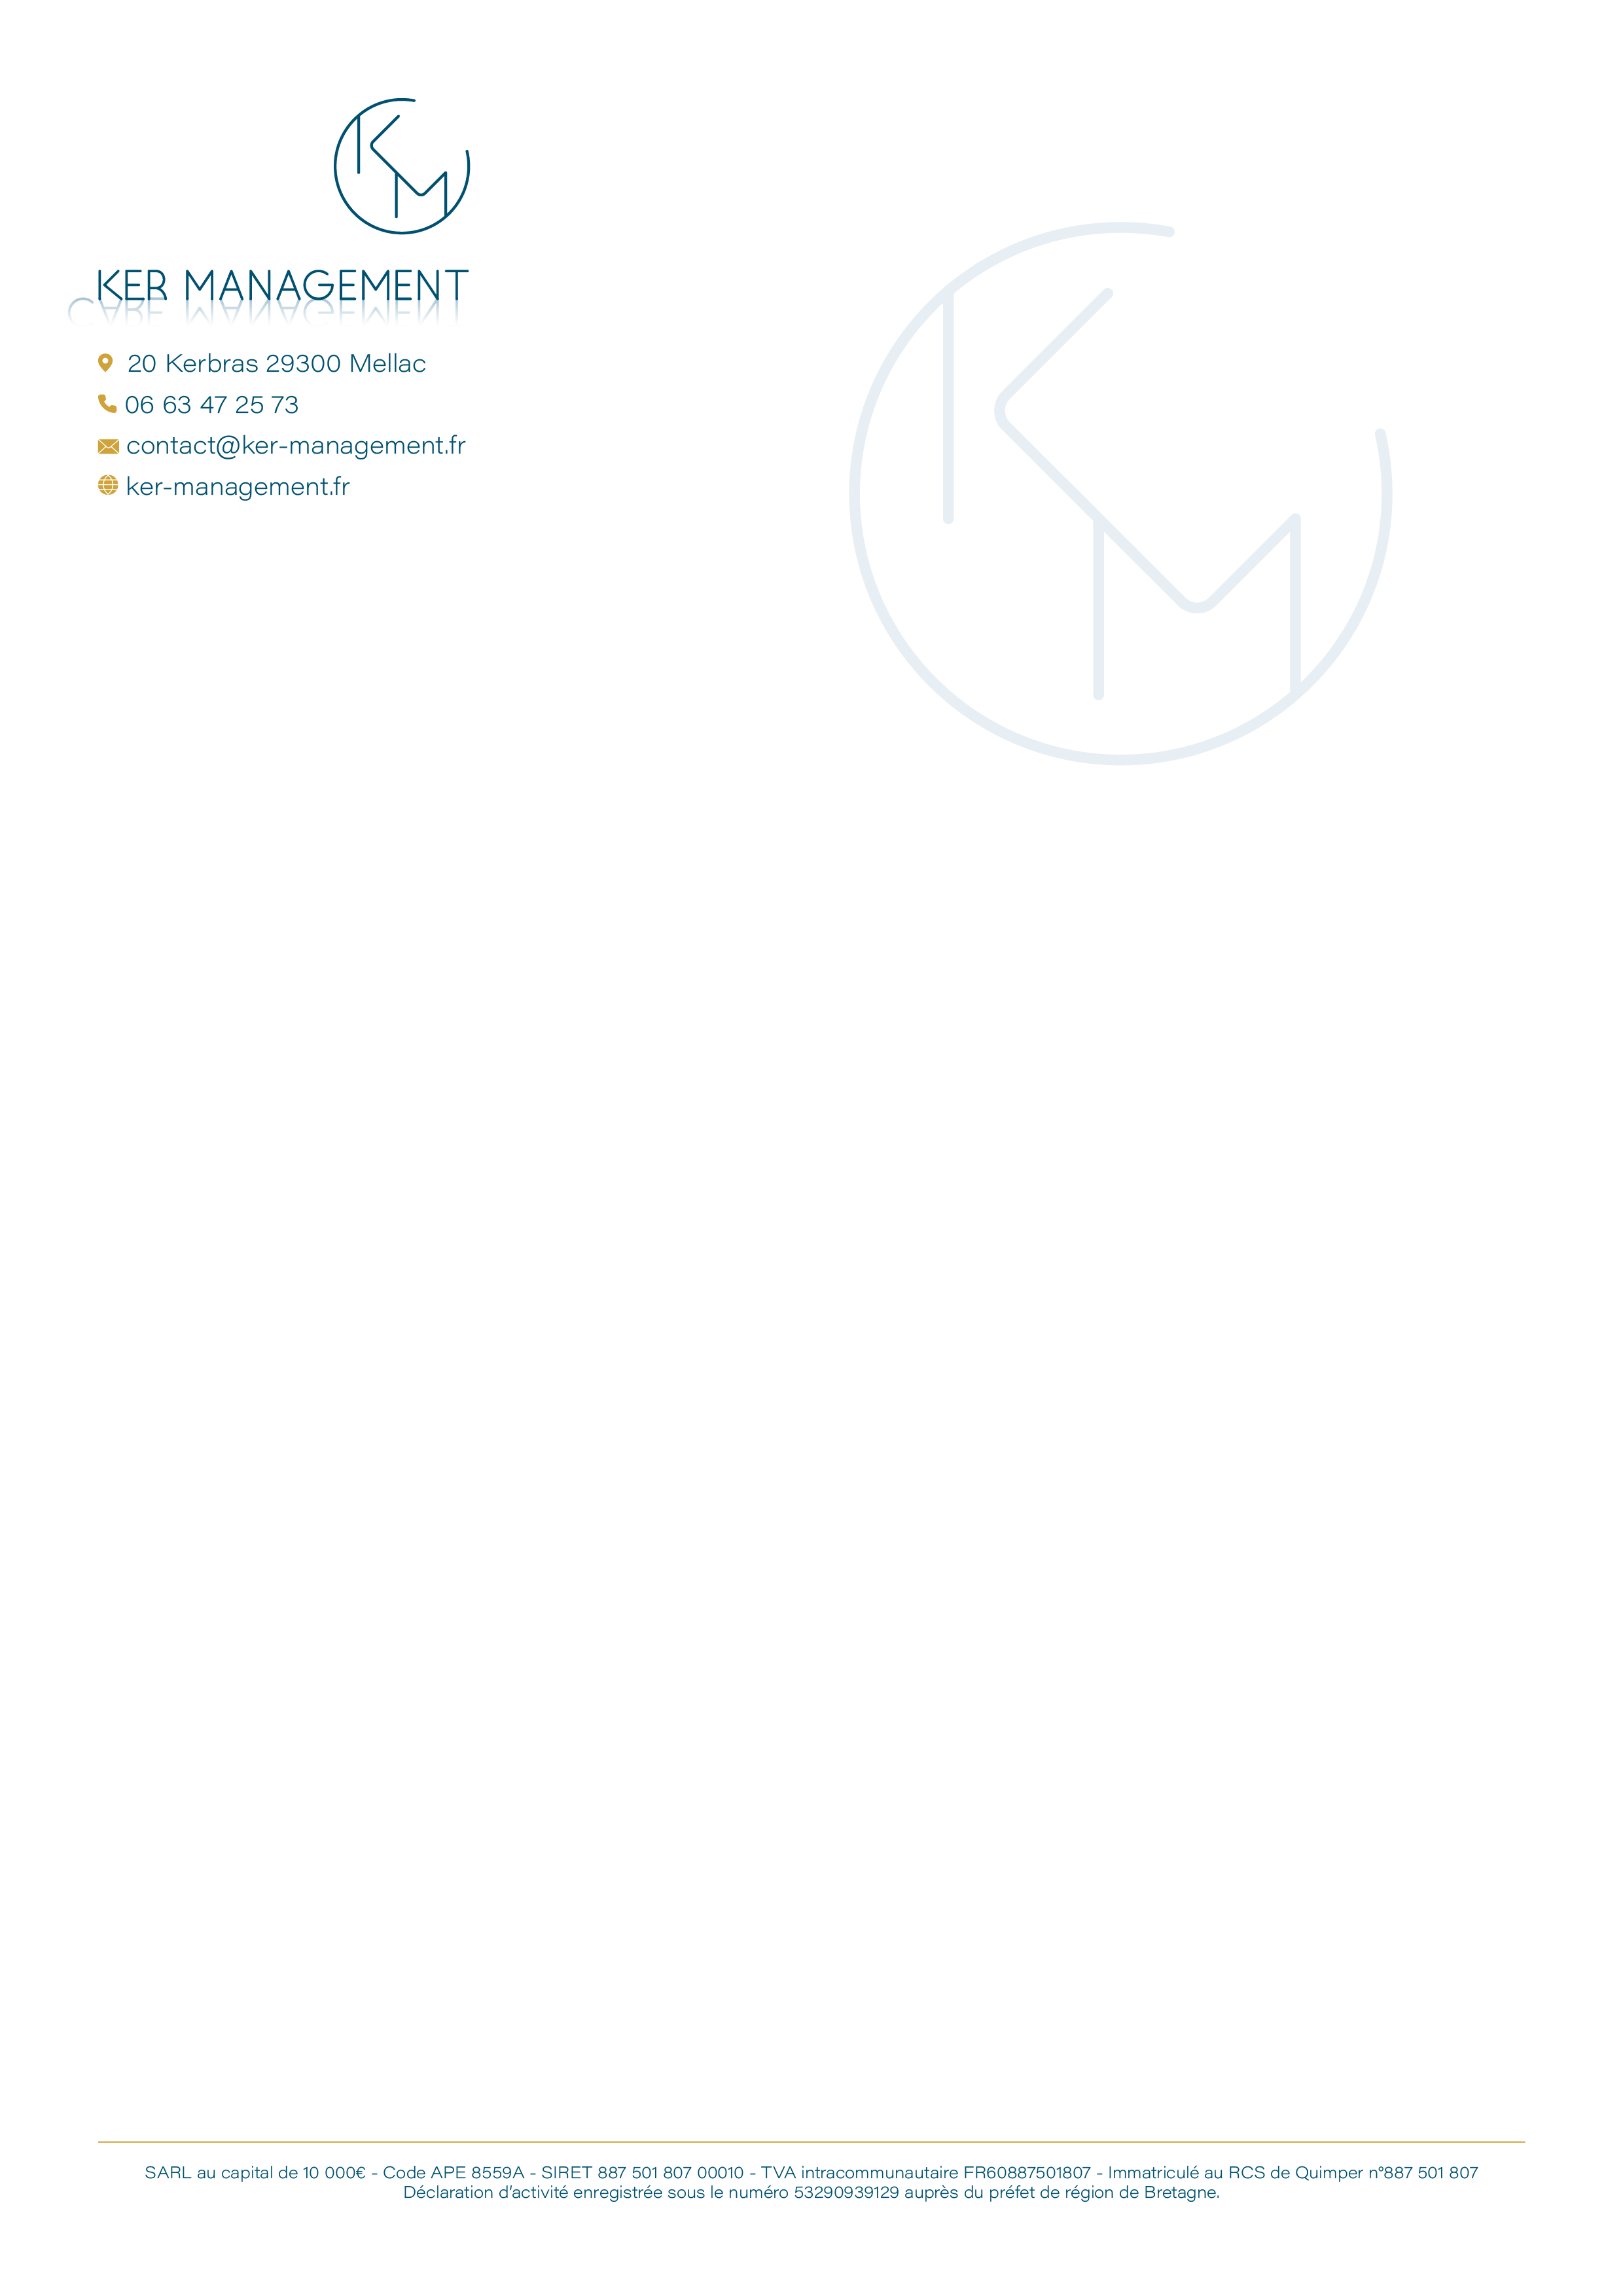 KM
KER MANAGEMENT
20 Kerbras 29300 Mellac
06 63 47 25 73
contact@ker-management.fr
ker-management.fr
KM
SARL au capital de 10 000€ - Code APE 8559A - SIRET 887 501 807 00010 - TVA intracommunautaire FR60887501807 - Immatriculé au RCS de Quimper n°887 501 807
Déclaration d'activité enregistrée sous le numéro 53290939129 auprès du préfet de région de Bretagne.